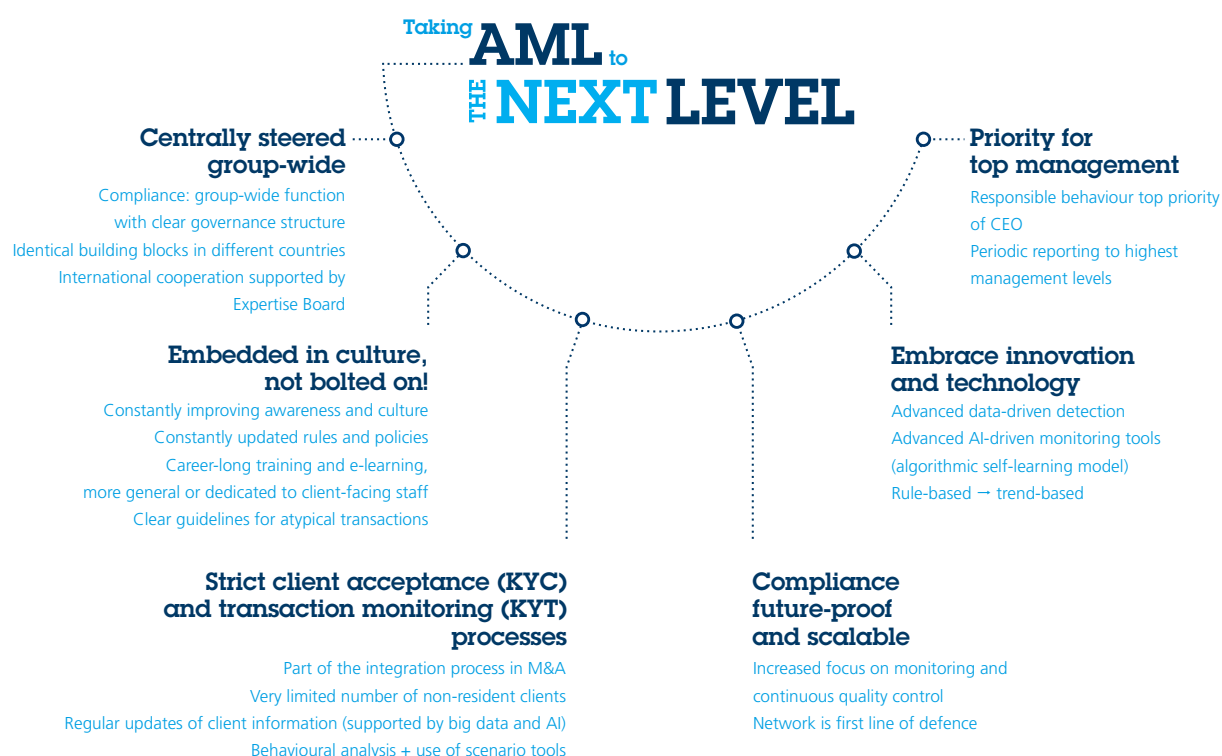 Taking AML to
THE NEXT LEVEL
Centrally steered
group-wide
Compliance: group-wide function
with clear governance structure
Identical building blocks in different countries
International cooperation supported by
Expertise Board
Embedded in culture,
not bolted on!
Constantly improving awareness and culture
Constantly updated rules and policies
Career-long training and e-learning,
more general or dedicated to client-facing staff
Clear guidelines for atypical transactions
Strict client acceptance (KYC)
and transaction monitoring (KYT)
processes
Part of the integration process in M&A
Very limited number of non-resident clients
Regular updates of client information (supported by big data and AI)
Behavioural analysis + use of scenario tools
Compliance
future-proof
and scalable
Increased focus on monitoring and
continuous quality control
Network is first line of defence
Embrace innovation
and technology
Advanced data-driven detection
Advanced AI-driven monitoring tools
(algorithmic self-learning model)
Rule-based → trend-based
Priority for
top management
Responsible behaviour top priority
of CEO
Periodic reporting to highest
management levels